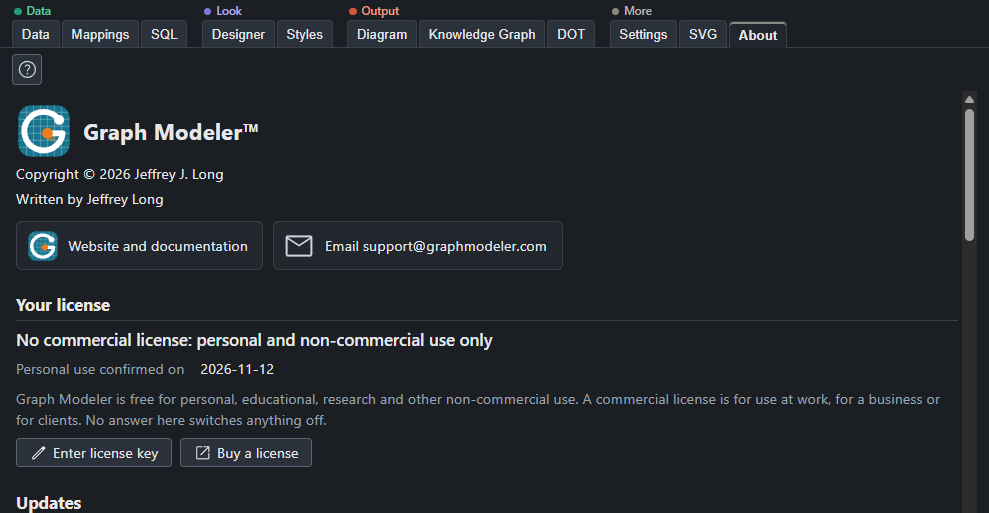 Data
Look
Output
More
Data Mappings SQL Designer Styles Diagram Knowledge Graph DOT Settings SVG About
?
Graph Modeler™
Copyright © 2026 Jeffrey J. Long
Written by Jeffrey Long
Website and documentation
Email support@graphmodeler.com
Your license
No commercial license: personal and non-commercial use only
Personal use confirmed on 2026-11-12
Graph Modeler is free for personal, educational, research and other non-commercial use. A commercial license is for use at work, for a business or
for clients. No answer here switches anything off.
Enter license key
Buy a license
Updates